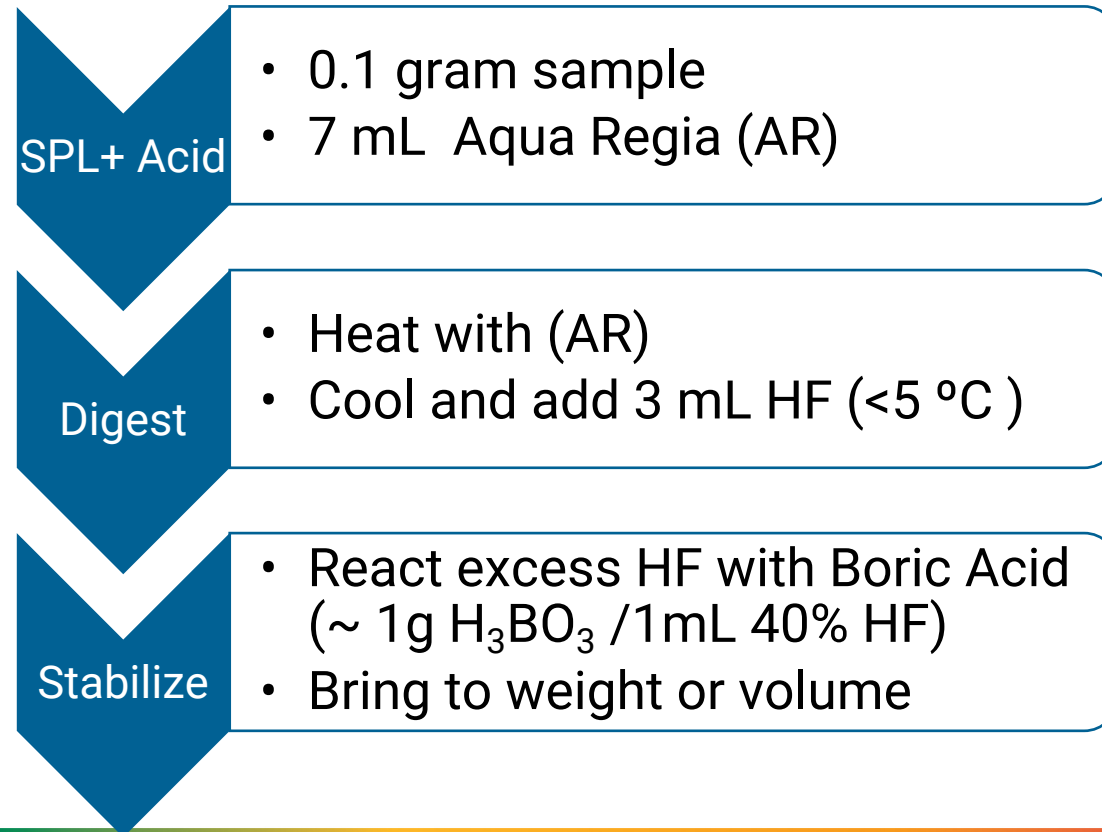 SPL+ Acid
• 0.1 gram sample
• 7 mL  Aqua Regia (AR)
Digest
• Heat with (AR)
• Cool and add 3 mL HF (<5 ºC )
Stabilize
• React excess HF with Boric Acid
(~ 1g H₃BO₃ /1mL 40% HF)
• Bring to weight or volume